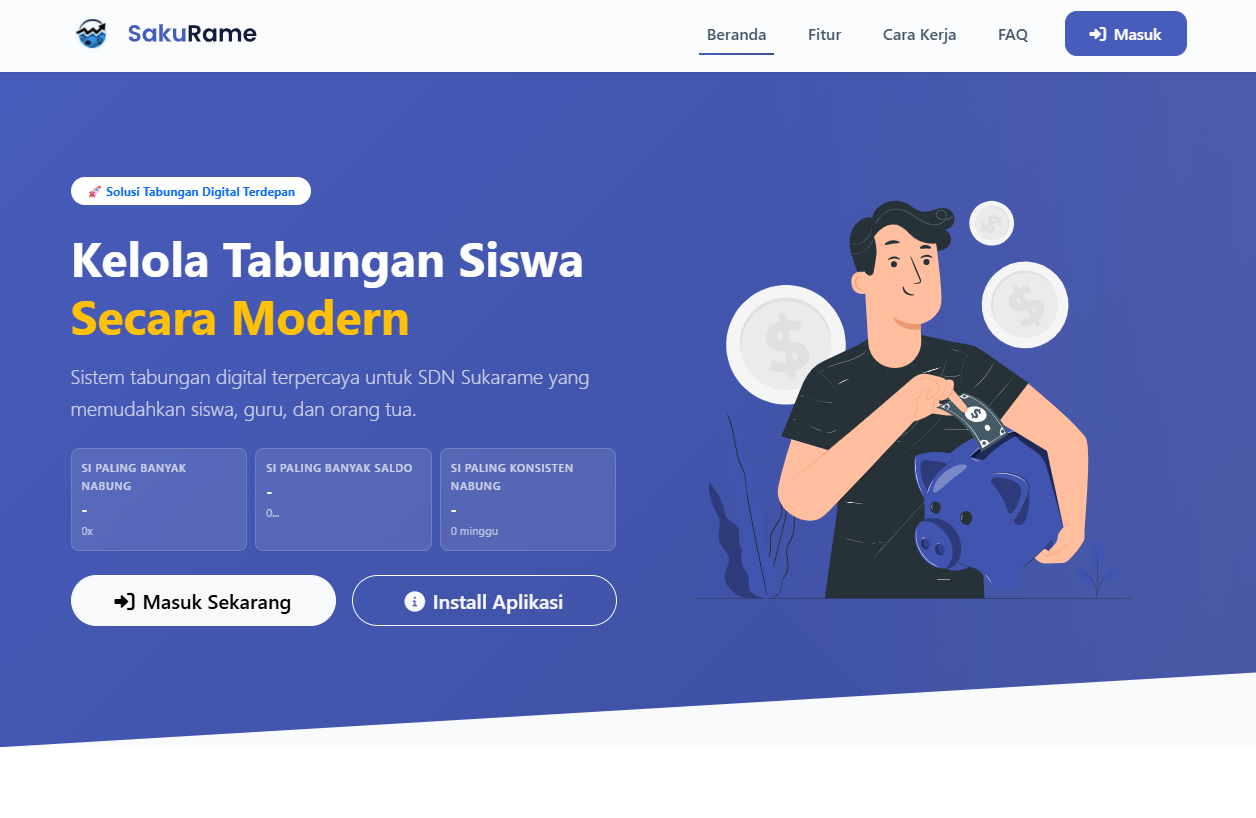 SakuRame
Beranda
Fitur
Cara Kerja
FAQ
Masuk
🚀 Solusi Tabungan Digital Terdepan
Kelola Tabungan Siswa
Secara Modern
Sistem tabungan digital terpercaya untuk SDN Sukarame yang
memudahkan siswa, guru, dan orang tua.
SI PALING BANYAK
NABUNG
-
0x
SI PALING BANYAK SALDO
-
0...
SI PALING KONSISTEN
NABUNG
-
0 minggu
Masuk Sekarang
Install Aplikasi
$
$
$
$